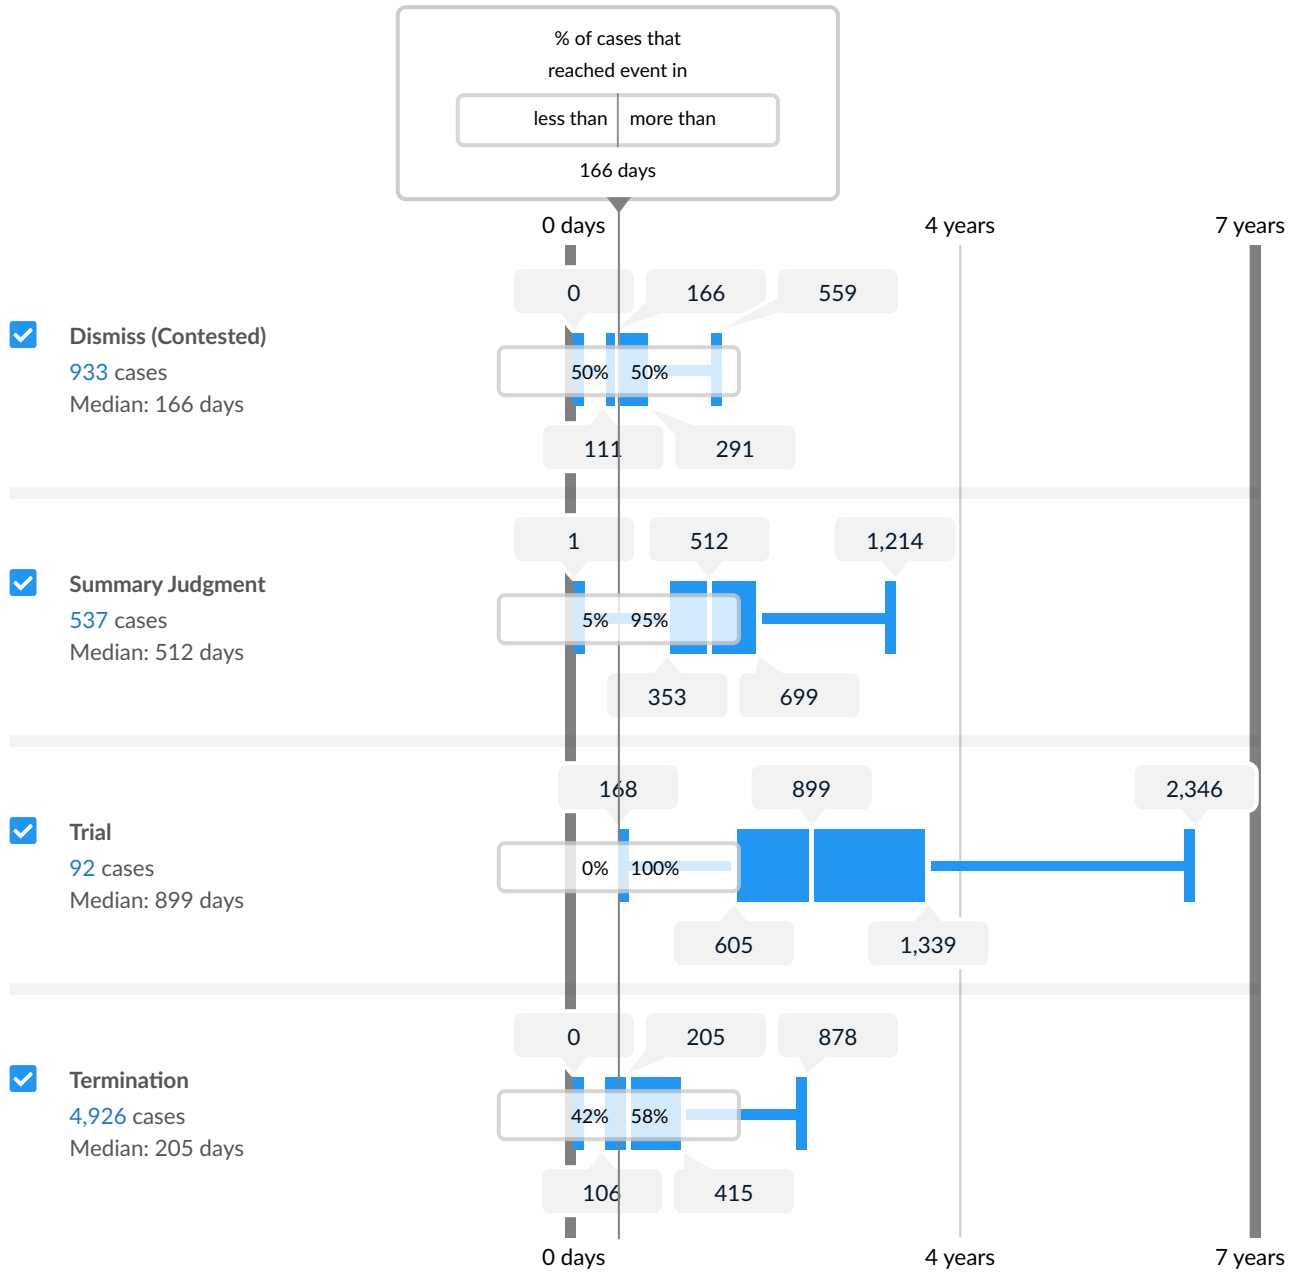 % of cases that
reached event in
less than more than
166 days
0 days 4 years 7 years
0 166 559
Dismiss (Contested)
933 cases
Median: 166 days
50% 50%
111 291
1 512 1,214
Summary Judgment
537 cases
Median: 512 days
5% 95%
353 699
168 899 2,346
Trial
92 cases
Median: 899 days
0% 100%
605 1,339
0 205 878
Termination
4,926 cases
Median: 205 days
42% 58%
106 415
0 days 4 years 7 years